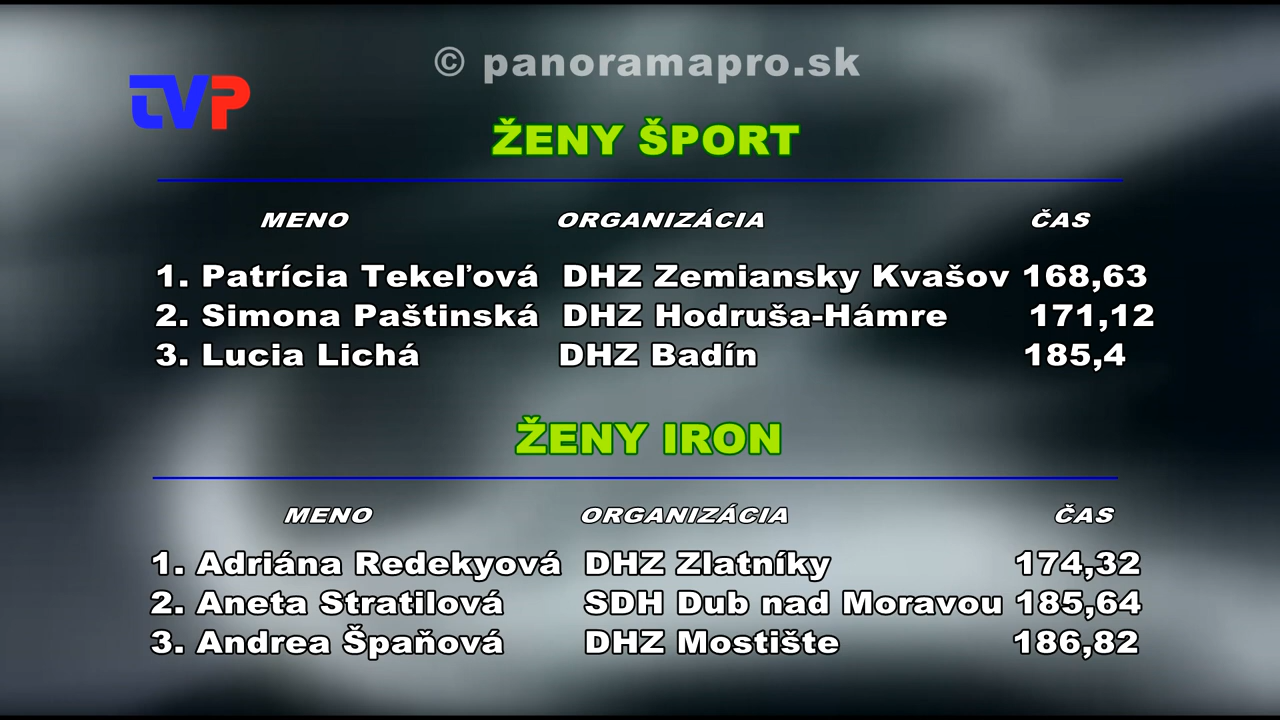 © panoramapro.sk
TVP
ŽENY ŠPORT
MENO ORGANIZÁCIA ČAS
1. Patrícia Tekeľová DHZ Zemiansky Kvašov 168,63
2. Simona Paštinská DHZ Hodruša-Hámre 171,12
3. Lucia Lichá DHZ Badín 185,4
ŽENY IRON
MENO ORGANIZÁCIA ČAS
1. Adriána Redekyová DHZ Zlatníky 174,32
2. Aneta Stratilová SDH Dub nad Moravou 185,64
3. Andrea Špaňová DHZ Mostište 186,82